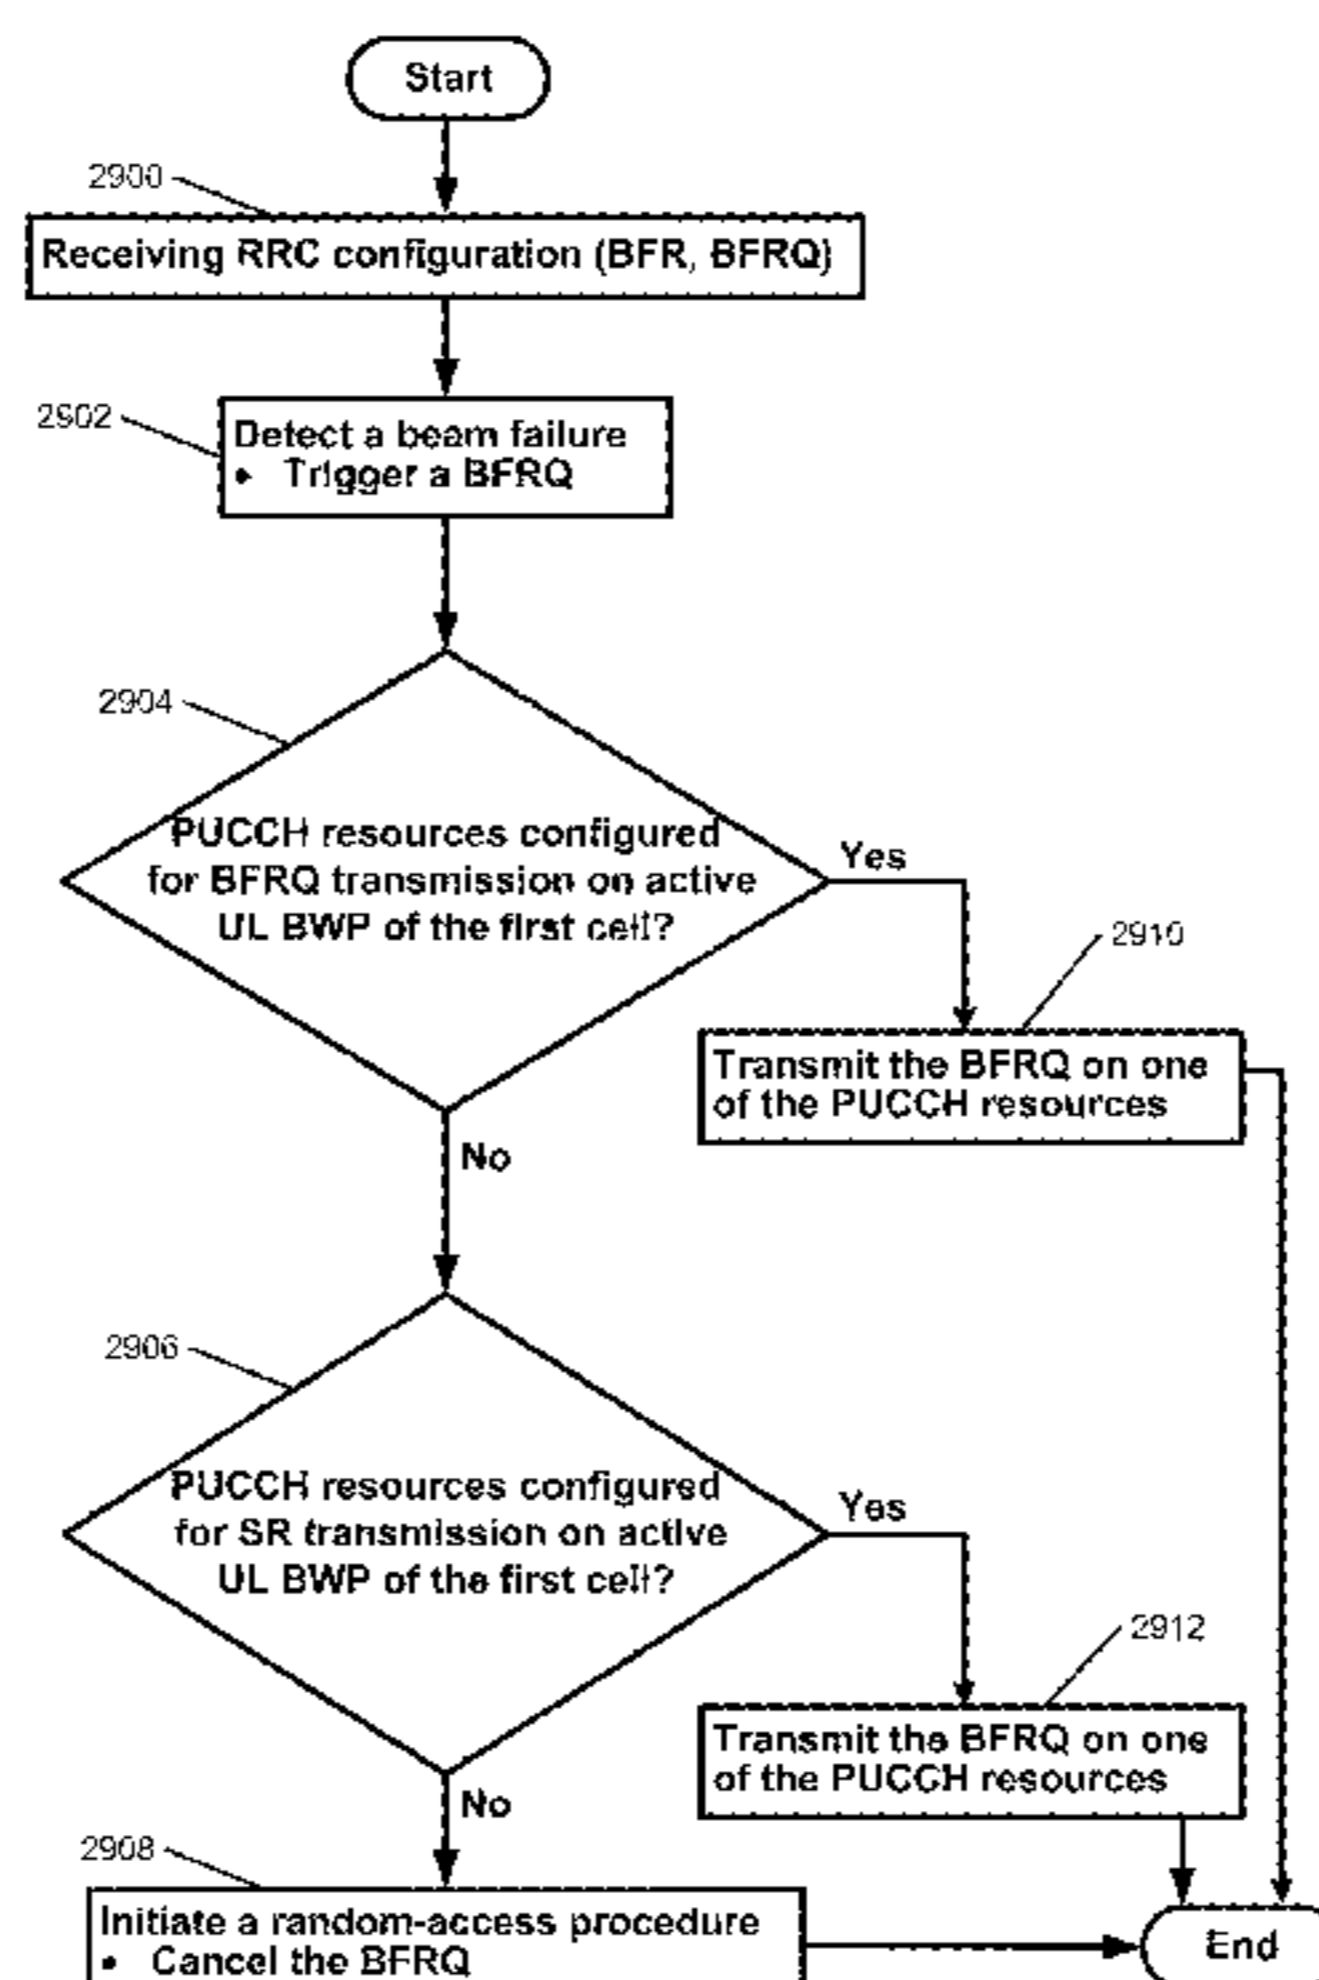 Start
2900
Receiving RRC configuration (BFR, BFRQ)
2902
Detect a beam failure
• Trigger a BFRQ
2904
PUCCH resources configured
for BFRQ transmission on active
UL BWP of the first cell?
Yes
2910
Transmit the BFRQ on one
of the PUCCH resources
No
2906
PUCCH resources configured
for SR transmission on active
UL BWP of the first cell?
Yes
2912
Transmit the BFRQ on one
of the PUCCH resources
No
2908
Initiate a random-access procedure
• Cancel the BFRQ
End